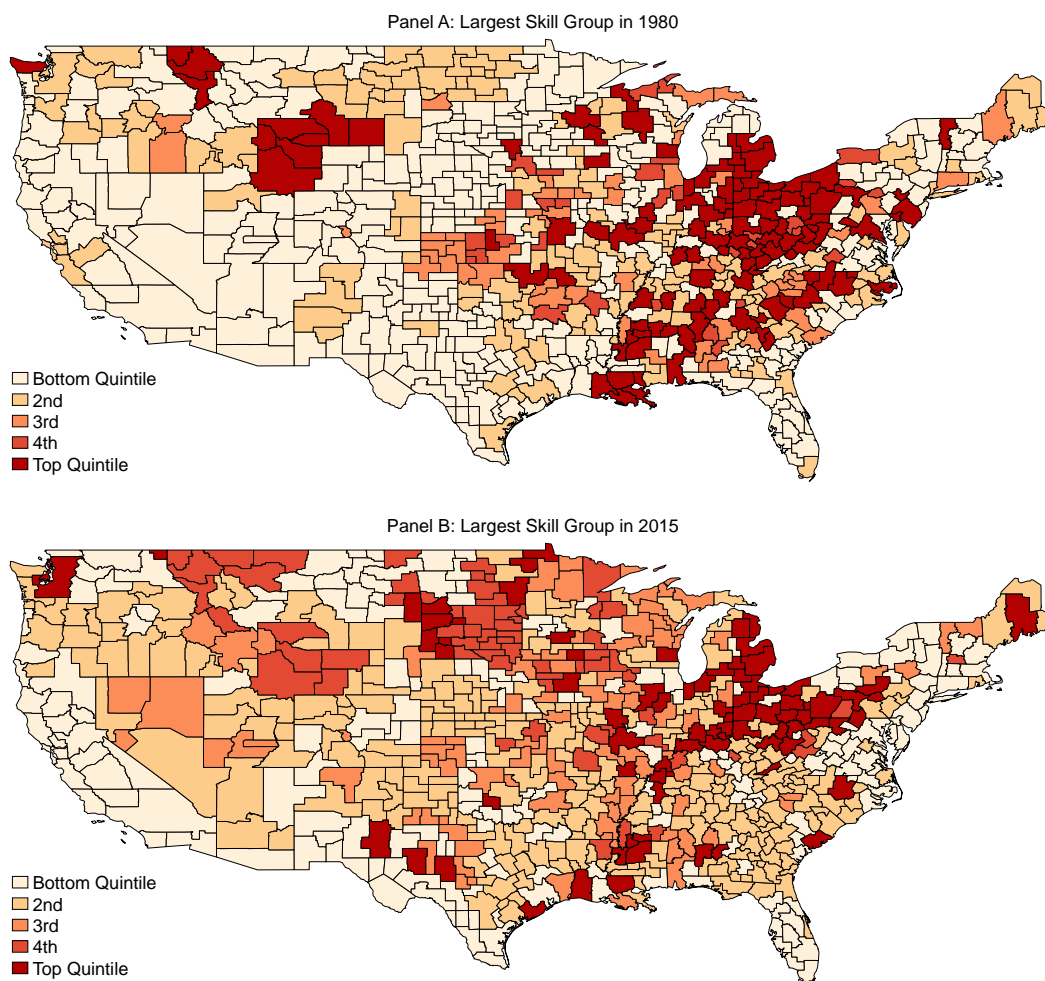 Panel A: Largest Skill Group in 1980
Bottom Quintile
2nd
3rd
4th
Top Quintile
Panel B: Largest Skill Group in 2015
Bottom Quintile
2nd
3rd
4th
Top Quintile